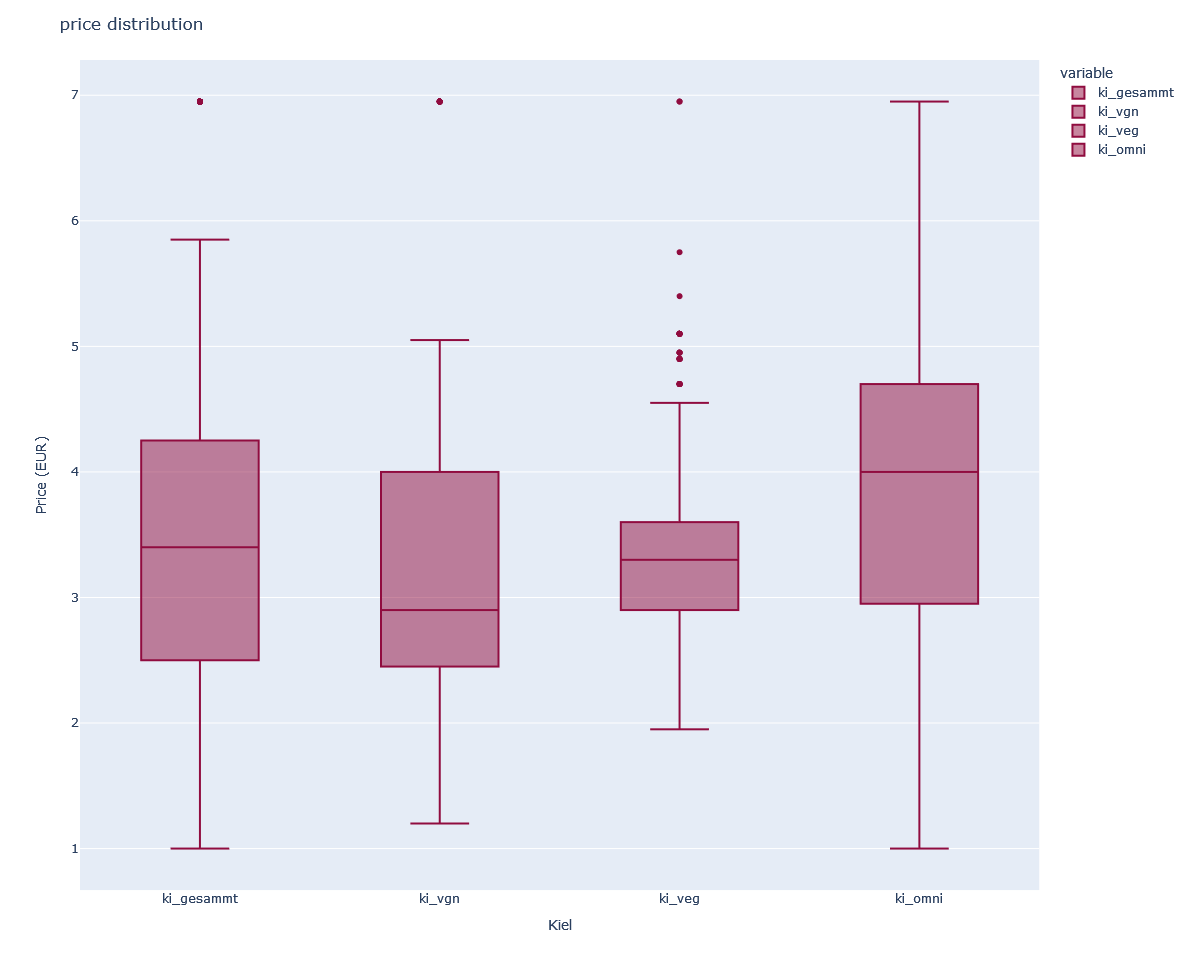 price distribution
variable
ki_gesammt
ki_vgn
ki_veg
ki_omni
7
6
5
4
3
2
1
Price (EUR)
ki_gesammt ki_vgn ki_veg ki_omni
Kiel